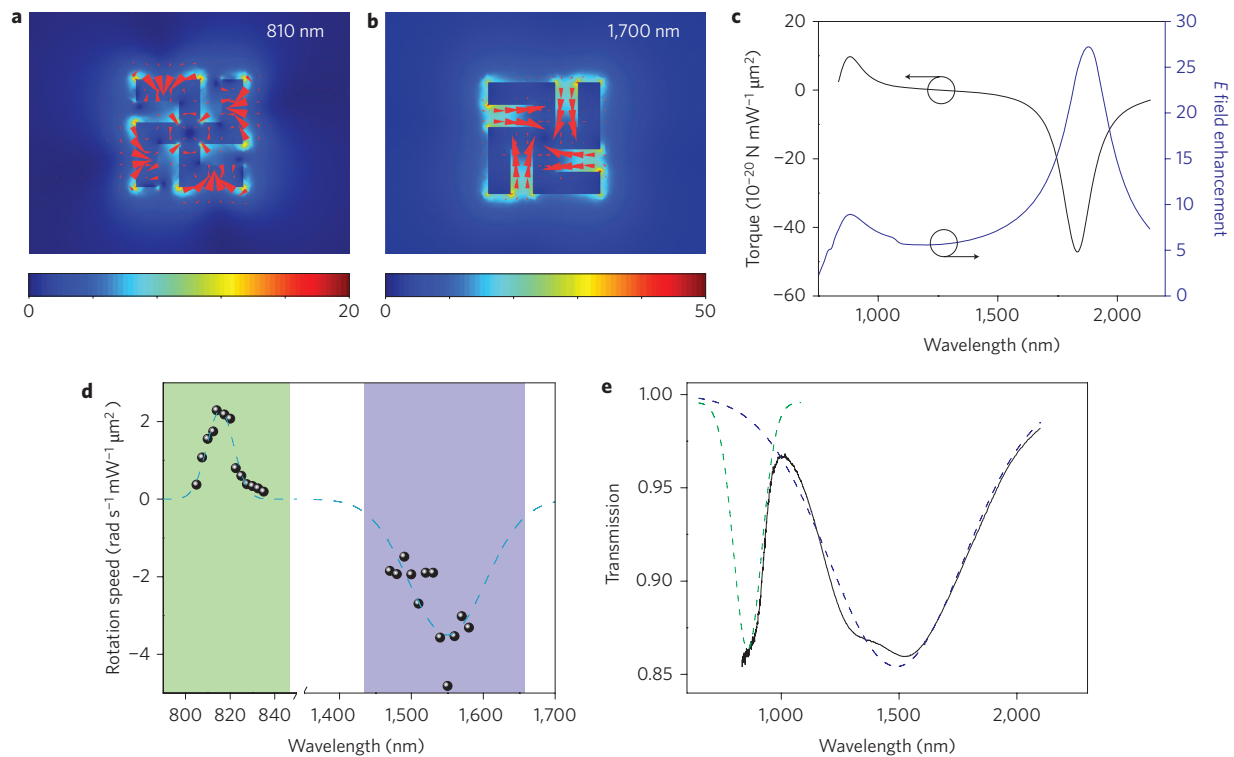 a
810 nm
0
20
b
1,700 nm
0
50
c
20
0
−20
−40
−60
Torque (10⁻²⁰ N mW⁻¹ μm²)
30
25
20
15
10
5
0
E field enhancement
1,000
1,500
2,000
Wavelength (nm)
d
2
0
−2
−4
Rotation speed (rad s⁻¹ mW⁻¹ μm²)
800
820
840
1,400
1,500
1,600
1,700
Wavelength (nm)
e
1.00
0.95
0.90
0.85
Transmission
1,000
1,500
2,000
Wavelength (nm)